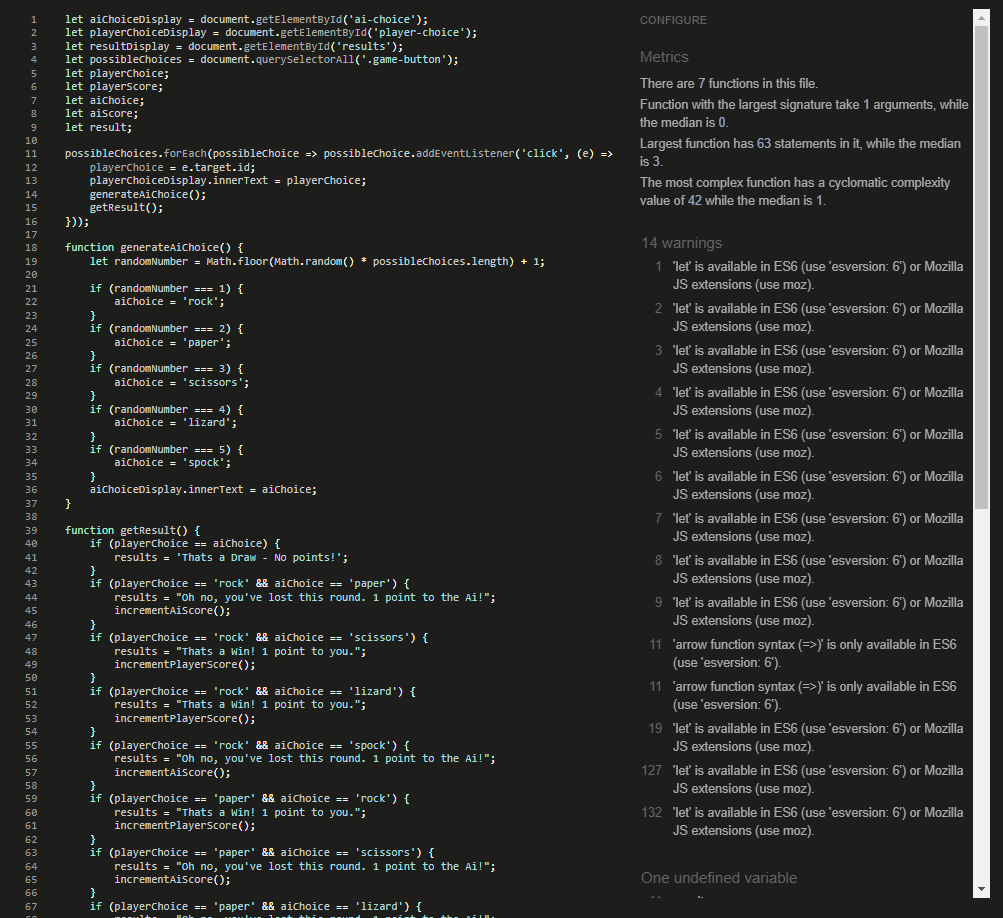 1 let aiChoiceDisplay = document.getElementById('ai-choice');
2 let playerChoiceDisplay = document.getElementById('player-choice');
3 let resultDisplay = document.getElementById('results');
4 let possibleChoices = document.querySelectorAll('.game-button');
5 let playerChoice;
6 let playerScore;
7 let aiChoice;
8 let aiScore;
9 let result;
10
11 possibleChoices.forEach(possibleChoice => possibleChoice.addEventListener('click', (e) =>
12 playerChoice = e.target.id;
13 playerChoiceDisplay.innerText = playerChoice;
14 generateAiChoice();
15 getResult();
16 }));
17
18 function generateAiChoice() {
19 let randomNumber = Math.floor(Math.random() * possibleChoices.length) + 1;
20
21 if (randomNumber === 1) {
22 aiChoice = 'rock';
23 }
24 if (randomNumber === 2) {
25 aiChoice = 'paper';
26 }
27 if (randomNumber === 3) {
28 aiChoice = 'scissors';
29 }
30 if (randomNumber === 4) {
31 aiChoice = 'lizard';
32 }
33 if (randomNumber === 5) {
34 aiChoice = 'spock';
35 }
36 aiChoiceDisplay.innerText = aiChoice;
37 }
38
39 function getResult() {
40 if (playerChoice == aiChoice) {
41 results = 'Thats a Draw - No points!';
42 }
43 if (playerChoice == 'rock' && aiChoice == 'paper') {
44 results = "Oh no, you've lost this round. 1 point to the Ai!";
45 incrementAiScore();
46 }
47 if (playerChoice == 'rock' && aiChoice == 'scissors') {
48 results = "Thats a Win! 1 point to you.";
49 incrementPlayerScore();
50 }
51 if (playerChoice == 'rock' && aiChoice == 'lizard') {
52 results = "Thats a Win! 1 point to you.";
53 incrementPlayerScore();
54 }
55 if (playerChoice == 'rock' && aiChoice == 'spock') {
56 results = "Oh no, you've lost this round. 1 point to the Ai!";
57 incrementAiScore();
58 }
59 if (playerChoice == 'paper' && aiChoice == 'rock') {
60 results = "Thats a Win! 1 point to you.";
61 incrementPlayerScore();
62 }
63 if (playerChoice == 'paper' && aiChoice == 'scissors') {
64 results = "Oh no, you've lost this round. 1 point to the Ai!";
65 incrementAiScore();
66 }
67 if (playerChoice == 'paper' && aiChoice == 'lizard') {
CONFIGURE
Metrics
There are 7 functions in this file.
Function with the largest signature take 1 arguments, while
the median is 0.
Largest function has 63 statements in it, while the median
is 3.
The most complex function has a cyclomatic complexity
value of 42 while the median is 1.
14 warnings
1 'let' is available in ES6 (use 'esversion: 6') or Mozilla
JS extensions (use moz).
2 'let' is available in ES6 (use 'esversion: 6') or Mozilla
JS extensions (use moz).
3 'let' is available in ES6 (use 'esversion: 6') or Mozilla
JS extensions (use moz).
4 'let' is available in ES6 (use 'esversion: 6') or Mozilla
JS extensions (use moz).
5 'let' is available in ES6 (use 'esversion: 6') or Mozilla
JS extensions (use moz).
6 'let' is available in ES6 (use 'esversion: 6') or Mozilla
JS extensions (use moz).
7 'let' is available in ES6 (use 'esversion: 6') or Mozilla
JS extensions (use moz).
8 'let' is available in ES6 (use 'esversion: 6') or Mozilla
JS extensions (use moz).
9 'let' is available in ES6 (use 'esversion: 6') or Mozilla
JS extensions (use moz).
11 'arrow function syntax (=>)' is only available in ES6
(use 'esversion: 6').
11 'arrow function syntax (=>)' is only available in ES6
(use 'esversion: 6').
19 'let' is available in ES6 (use 'esversion: 6') or Mozilla
JS extensions (use moz).
127 'let' is available in ES6 (use 'esversion: 6') or Mozilla
JS extensions (use moz).
132 'let' is available in ES6 (use 'esversion: 6') or Mozilla
JS extensions (use moz).
One undefined variable